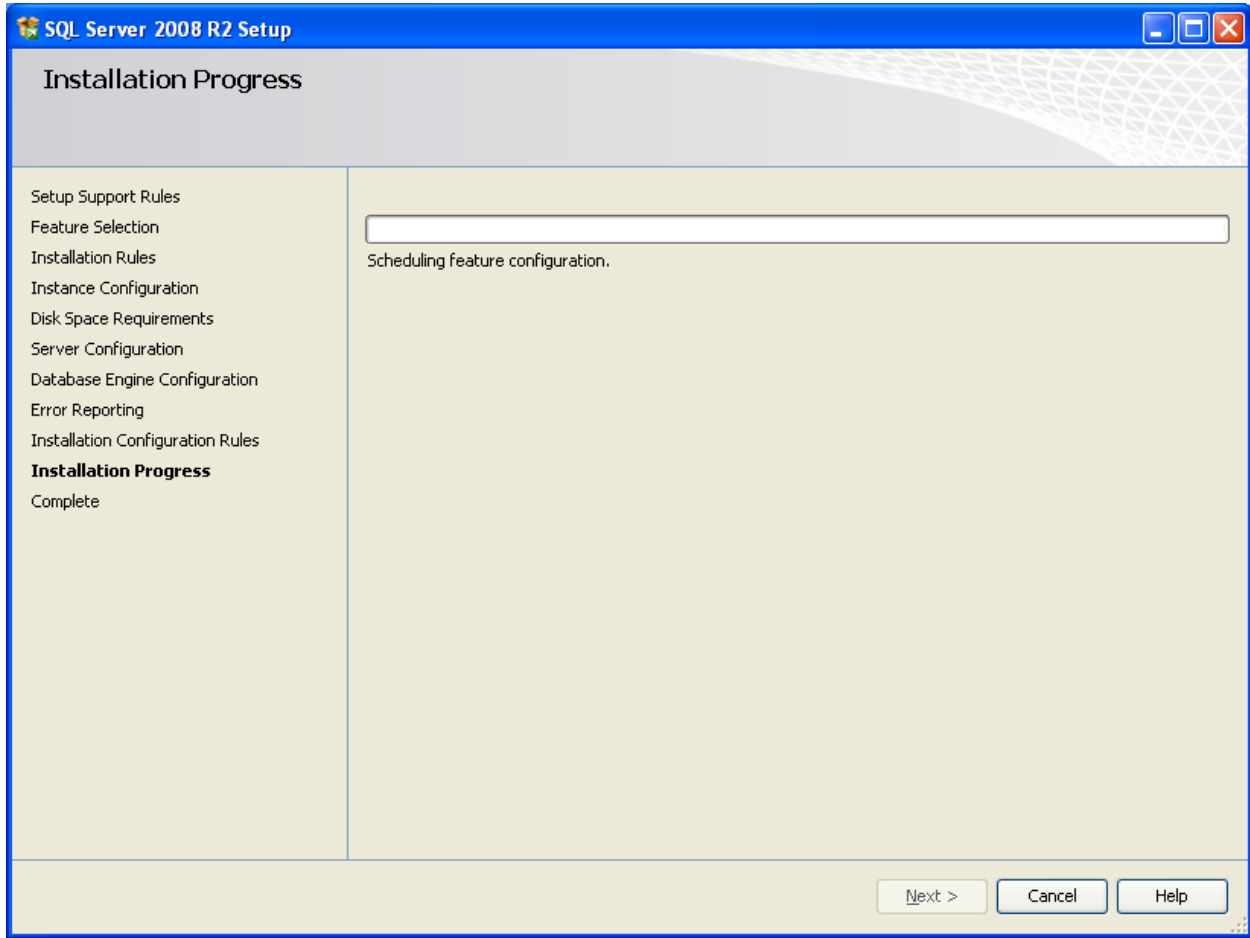 SQL Server 2008 R2 Setup
Installation Progress
Setup Support Rules
Feature Selection
Installation Rules
Instance Configuration
Disk Space Requirements
Server Configuration
Database Engine Configuration
Error Reporting
Installation Configuration Rules
Installation Progress
Complete
Scheduling feature configuration.
Next > Cancel Help